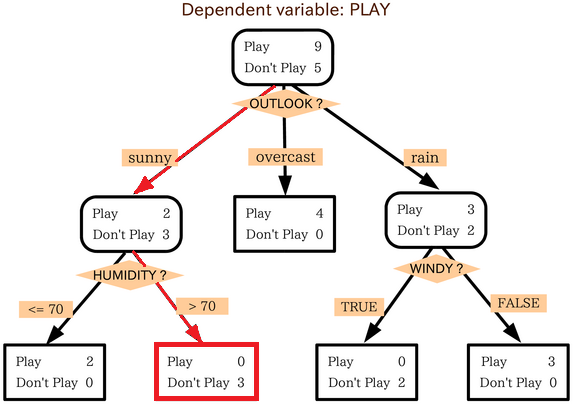 Dependent variable: PLAY
Play 9
Don't Play 5
OUTLOOK ?
sunny
overcast
rain
Play 2
Don't Play 3
Play 4
Don't Play 0
Play 3
Don't Play 2
HUMIDITY ?
WINDY ?
<= 70
> 70
TRUE
FALSE
Play 2
Don't Play 0
Play 0
Don't Play 3
Play 0
Don't Play 2
Play 3
Don't Play 0